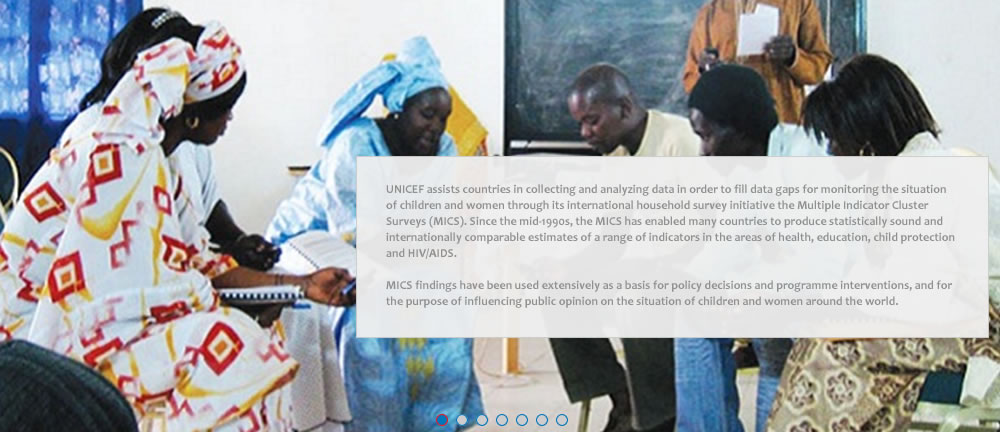 UNICEF assists countries in collecting and analyzing data in order to fill data gaps for monitoring the situation
of children and women through its international household survey initiative the Multiple Indicator Cluster
Surveys (MICS). Since the mid-1990s, the MICS has enabled many countries to produce statistically sound and
internationally comparable estimates of a range of indicators in the areas of health, education, child protection
and HIV/AIDS.
MICS findings have been used extensively as a basis for policy decisions and programme interventions, and for
the purpose of influencing public opinion on the situation of children and women around the world.